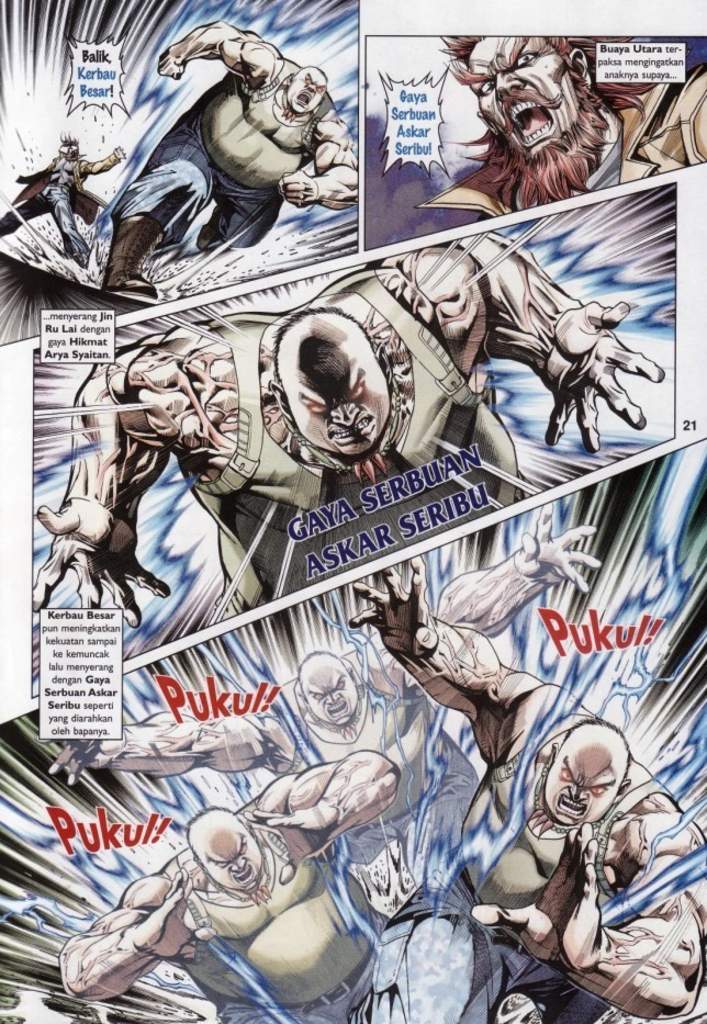 Balik,
Kerbau
Besar!
Buaya Utara ter-
paksa mengingatkan
anaknya supaya...
Gaya
Serbuan
Askar
Seribu!
...menyerang Jin
Ru Lai dengan
gaya Hikmat
Arya Syaitan.
21
GAYA SERBUAN
ASKAR SERIBU
Kerbau Besar
pun meningkatkan
kekuatan sampai
ke kemuncak
lalu menyerang
dengan Gaya
Serbuan Askar
Seribu seperti
yang diarahkan
oleh bapanya.
PUKUL!!
PUKUL!!
PUKUL!!